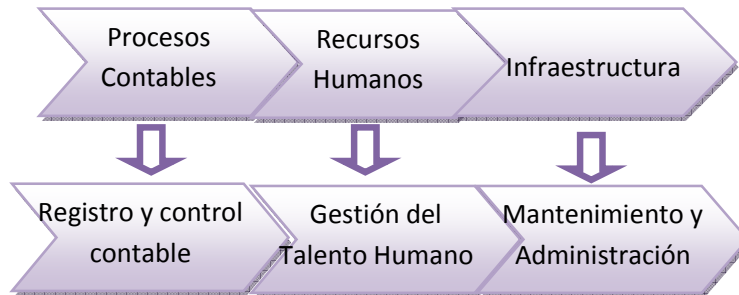 Procesos
Contables
Recursos
Humanos
Infraestructura
Registro y control
contable
Gestión del
Talento Humano
Mantenimiento y
Administración